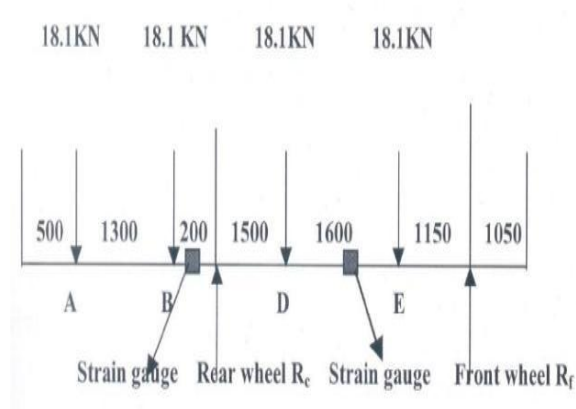 18.1KN 18.1 KN 18.1KN 18.1KN
500 1300 200 1500 1600 1150 1050
A B D E
Strain gauge Rear wheel Rc Strain gauge Front wheel Rf